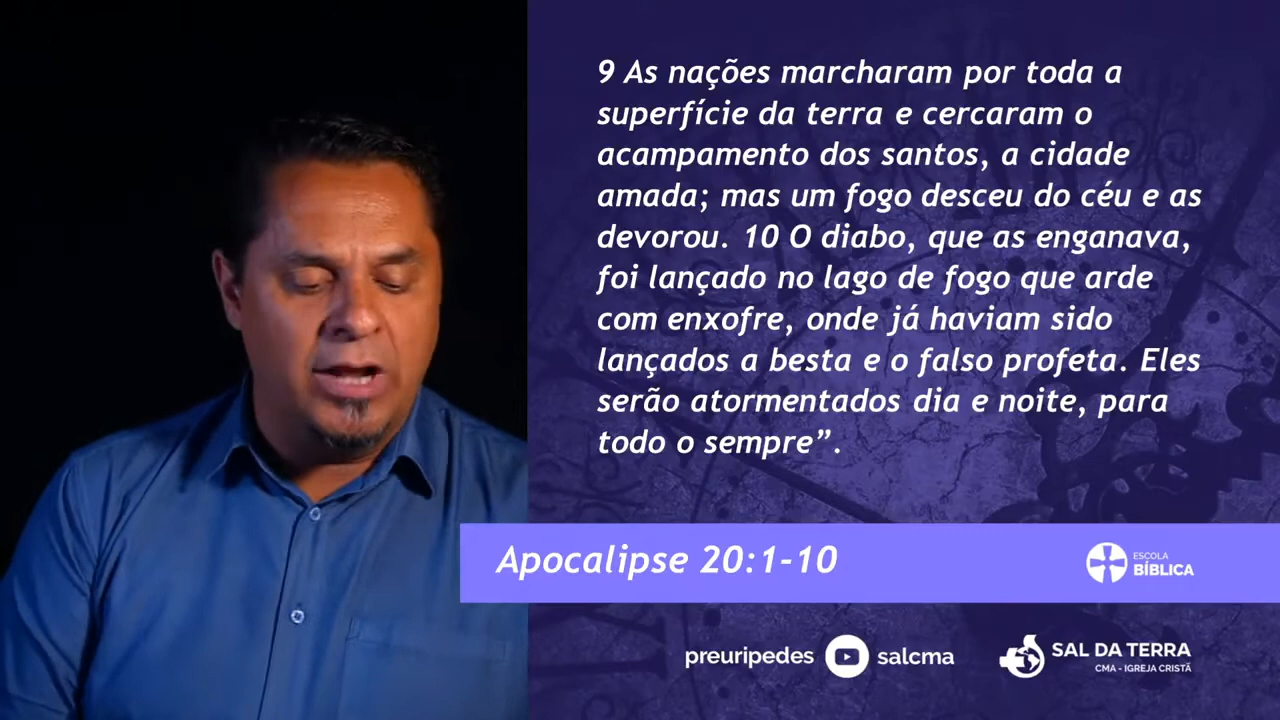 9 As nações marcharam por toda a
superfície da terra e cercaram o
acampamento dos santos, a cidade
amada; mas um fogo desceu do céu e as
devorou. 10 O diabo, que as enganava,
foi lançado no lago de fogo que arde
com enxofre, onde já haviam sido
lançados a besta e o falso profeta. Eles
serão atormentados dia e noite, para
todo o sempre”.
Apocalipse 20:1-10
ESCOLA
BÍBLICA
preuripedes
salcma
SAL DA TERRA
CMA - IGREJA CRISTÃ